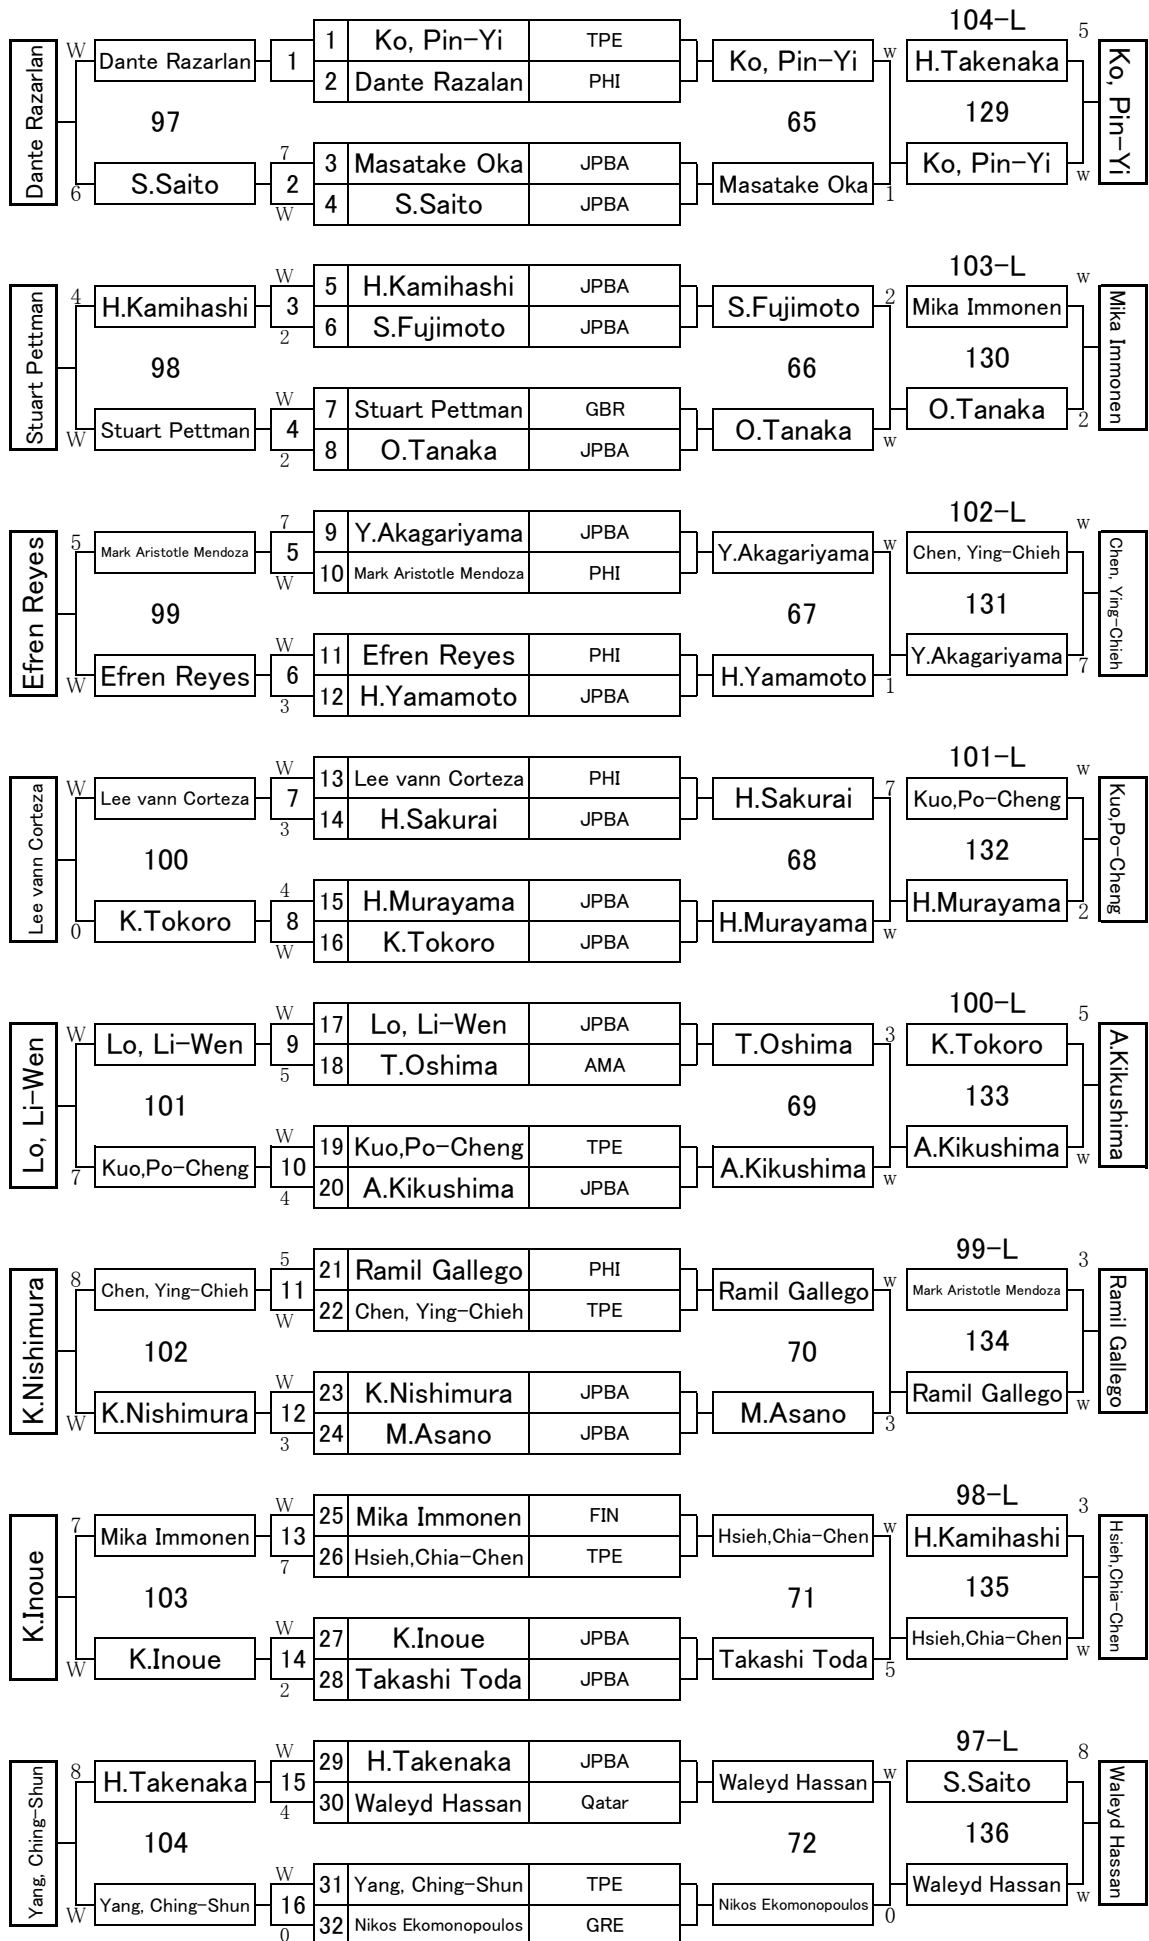 104-L
W Dante Razarlan 1 1 Ko, Pin-Yi TPE Ko, Pin-Yi w H.Takenaka 5
2 Dante Razalan PHI
Dante Razarlan 97 65 129 Ko, Pin-Yi
6 S.Saito 7 2 W 3 Masatake Oka JPBA Masatake Oka 1 Ko, Pin-Yi w
4 S.Saito JPBA
103-L
4 H.Kamihashi W 3 2 5 H.Kamihashi JPBA S.Fujimoto 2 Mika Immonen w
6 S.Fujimoto JPBA
Stuart Pettman 98 66 130 Mika Immonen
W Stuart Pettman W 4 2 7 Stuart Pettman GBR O.Tanaka w O.Tanaka 2
8 O.Tanaka JPBA
102-L
5 Mark Aristotle Mendoza 7 5 W 9 Y.Akagariyama JPBA Y.Akagariyama w Chen, Ying-Chieh w
10 Mark Aristotle Mendoza PHI
Efren Reyes 99 67 131 Chen, Ying-Chieh
W Efren Reyes W 6 3 11 Efren Reyes PHI H.Yamamoto 1 Y.Akagariyama 7
12 H.Yamamoto JPBA
101-L
W Lee vann Corteza W 7 3 13 Lee vann Corteza PHI H.Sakurai 7 Kuo,Po-Cheng w
14 H.Sakurai JPBA
Lee vann Corteza 100 68 132 Kuo,Po-Cheng
0 K.Tokoro 4 8 W 15 H.Murayama JPBA H.Murayama w H.Murayama 2
16 K.Tokoro JPBA
100-L
W Lo, Li-Wen W 9 5 17 Lo, Li-Wen JPBA T.Oshima 3 K.Tokoro 5
18 T.Oshima AMA
Lo, Li-Wen 101 69 133 A.Kikushima
7 Kuo,Po-Cheng W 10 4 19 Kuo,Po-Cheng TPE A.Kikushima w A.Kikushima w
20 A.Kikushima JPBA
99-L
8 Chen, Ying-Chieh 5 11 W 21 Ramil Gallego PHI Ramil Gallego w Mark Aristotle Mendoza 3
22 Chen, Ying-Chieh TPE
K.Nishimura 102 70 134 Ramil Gallego
W K.Nishimura W 12 3 23 K.Nishimura JPBA M.Asano 3 Ramil Gallego w
24 M.Asano JPBA
98-L
7 Mika Immonen W 13 7 25 Mika Immonen FIN Hsieh,Chia-Chen w H.Kamihashi 3
26 Hsieh,Chia-Chen TPE
K.Inoue 103 71 135 Hsieh,Chia-Chen
W K.Inoue W 14 2 27 K.Inoue JPBA Takashi Toda 5 Hsieh,Chia-Chen w
28 Takashi Toda JPBA
97-L
8 H.Takenaka W 15 4 29 H.Takenaka JPBA Waleyd Hassan w S.Saito 8
30 Waleyd Hassan Qatar
Yang, Ching-Shun 104 72 136 Waleyd Hassan
W Yang, Ching-Shun W 16 0 31 Yang, Ching-Shun TPE Nikos Ekomonopoulos 0 Waleyd Hassan w
32 Nikos Ekomonopoulos GRE